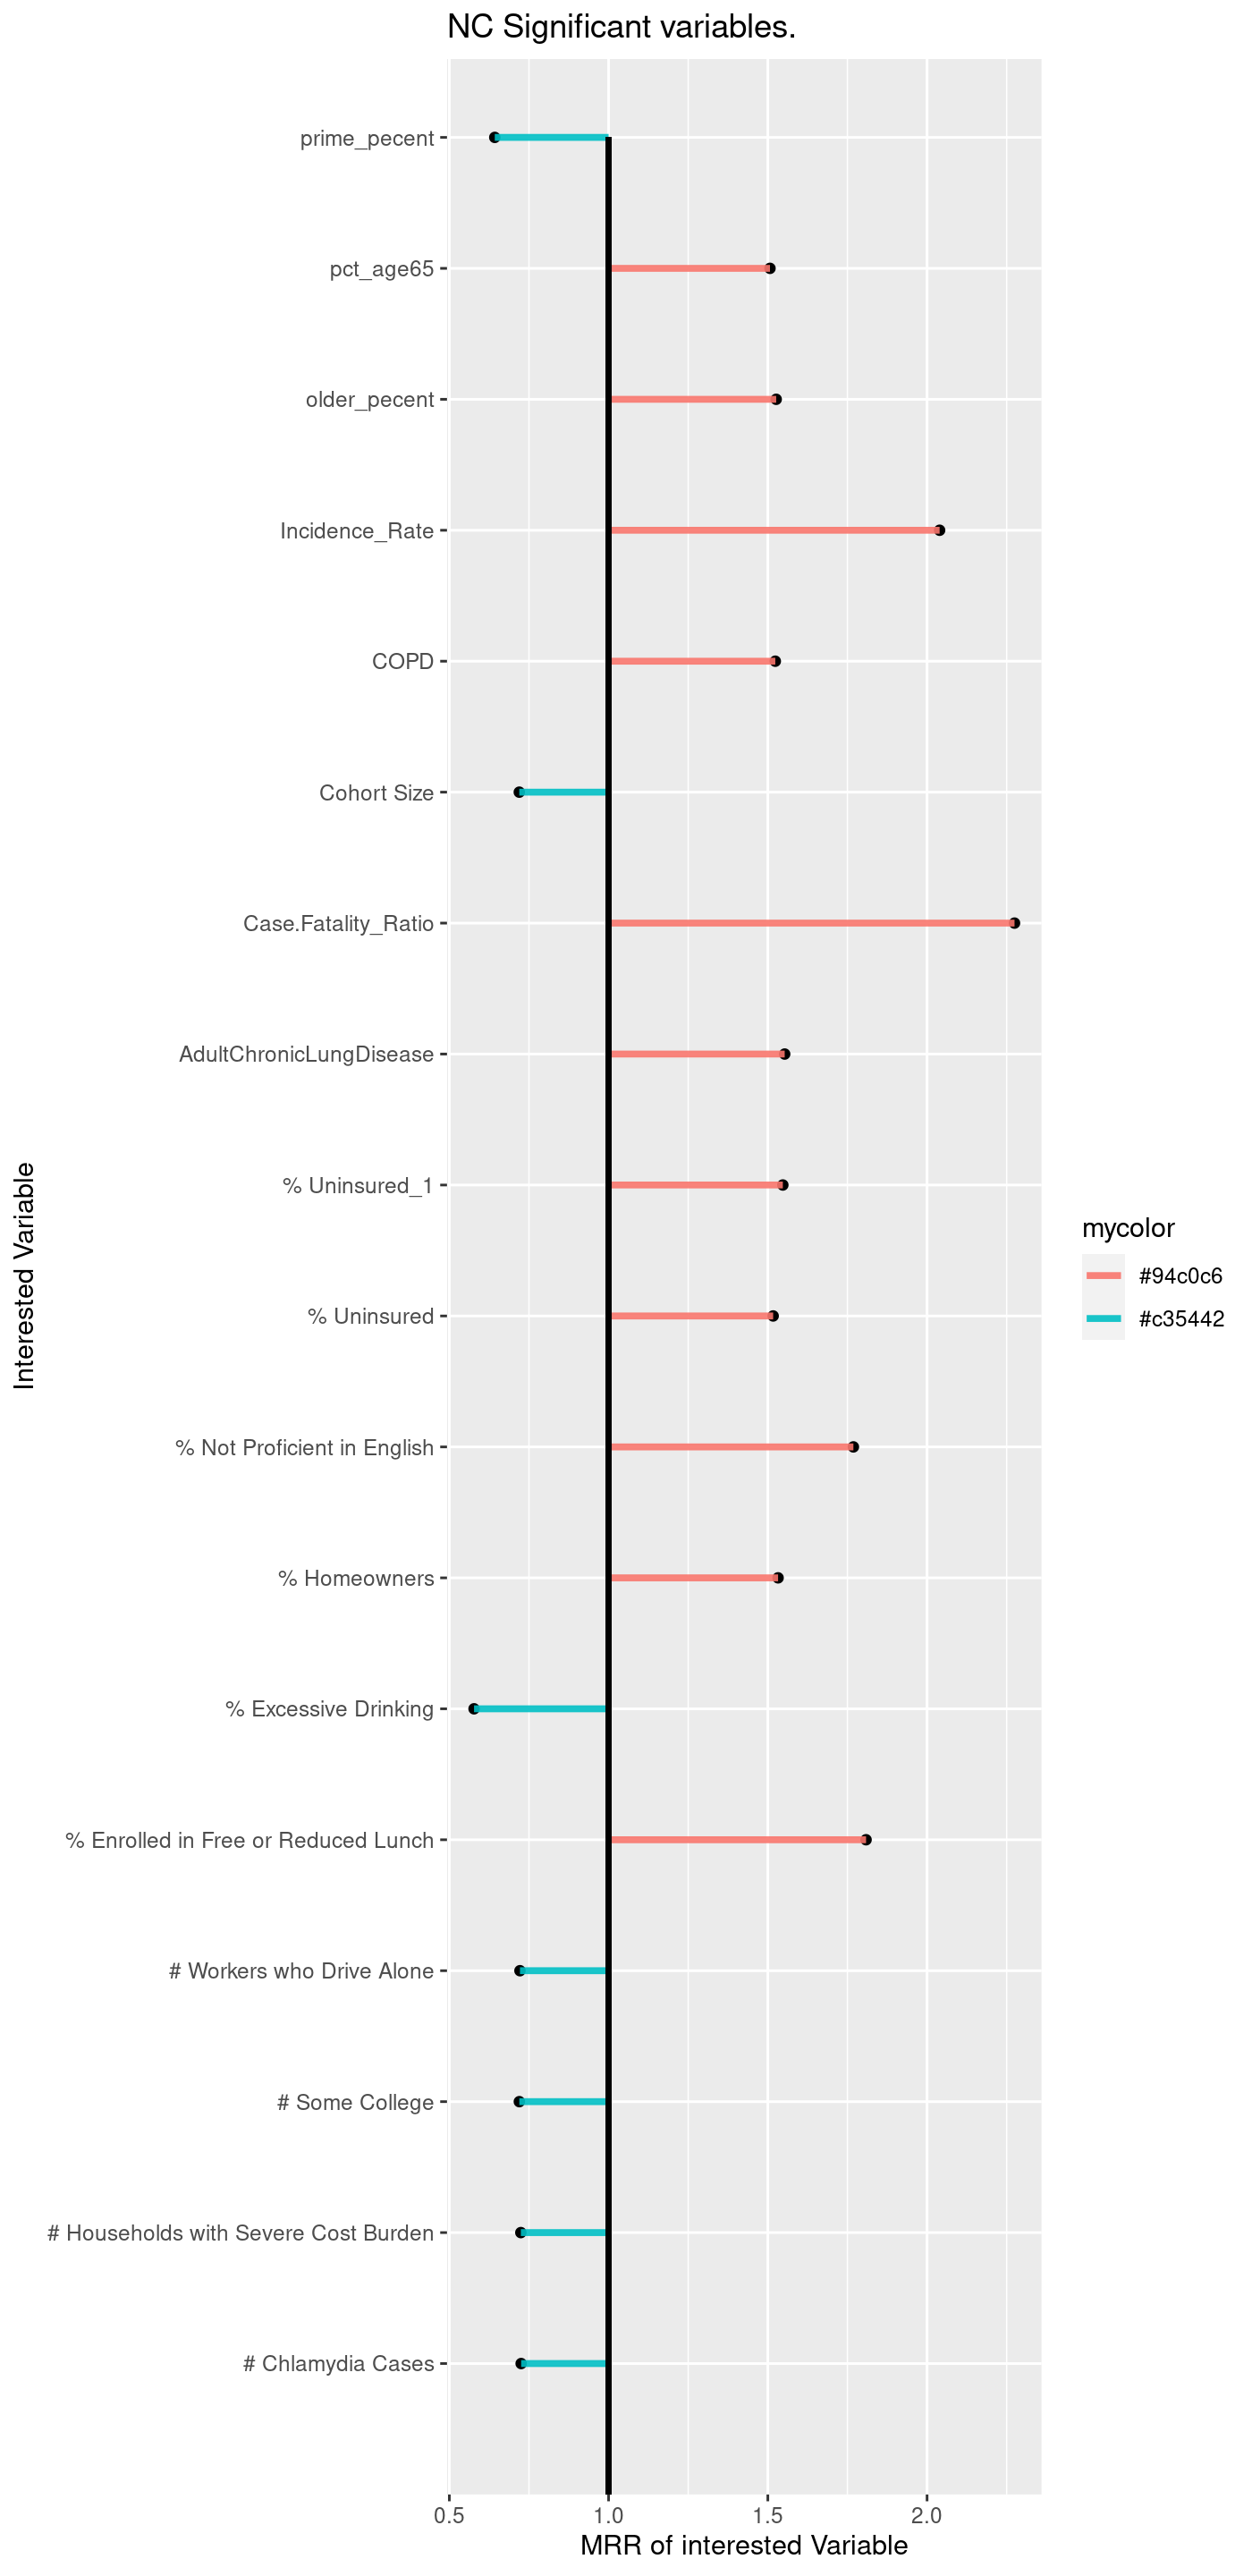 NC Significant variables.
prime_pecent
pct_age65
older_pecent
Incidence_Rate
COPD
Cohort Size
Case.Fatality_Ratio
AdultChronicLungDisease
% Uninsured_1
% Uninsured
% Not Proficient in English
% Homeowners
% Excessive Drinking
% Enrolled in Free or Reduced Lunch
# Workers who Drive Alone
# Some College
# Households with Severe Cost Burden
# Chlamydia Cases
Interested Variable
0.5 1.0 1.5 2.0
MRR of interested Variable
mycolor
#94c0c6
#c35442